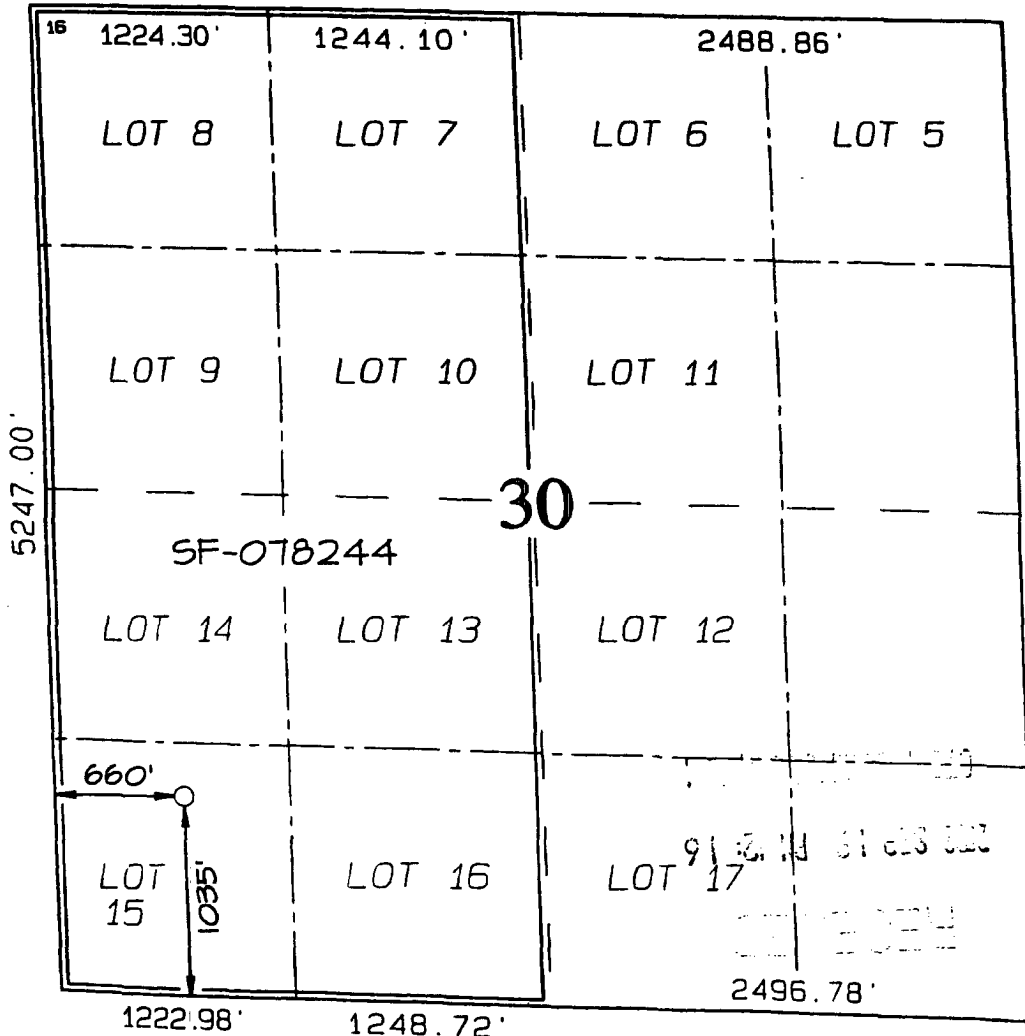 16 1224.30' 1244.10' 2488.86'
LOT 8 LOT 7 LOT 6 LOT 5
LOT 9 LOT 10 LOT 11
5247.00'
30
SF-078244
LOT 14 LOT 13 LOT 12
660'
LOT 15
1035'
LOT 16 LOT 17
2496.78'
1222.98' 1248.72'